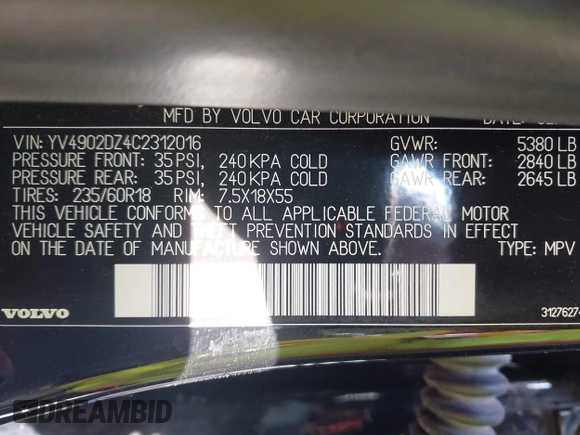 MFD BY VOLVO CAR CORPORATION
VIN: YV4902DZ4C2312016 GVWR: 5380 LB
PRESSURE FRONT: 35 PSI, 240 KPA COLD GAWR FRONT: 2840 LB
PRESSURE REAR: 35 PSI, 240 KPA COLD GAWR REAR: 2645 LB
TIRES: 235/60R18 RIM: 7.5X18X55
THIS VEHICLE CONFORMS TO ALL APPLICABLE FEDERAL MOTOR
VEHICLE SAFETY AND THEFT PREVENTION STANDARDS IN EFFECT
ON THE DATE OF MANUFACTURE SHOWN ABOVE. TYPE: MPV
VOLVO 3127627
DREAMBID